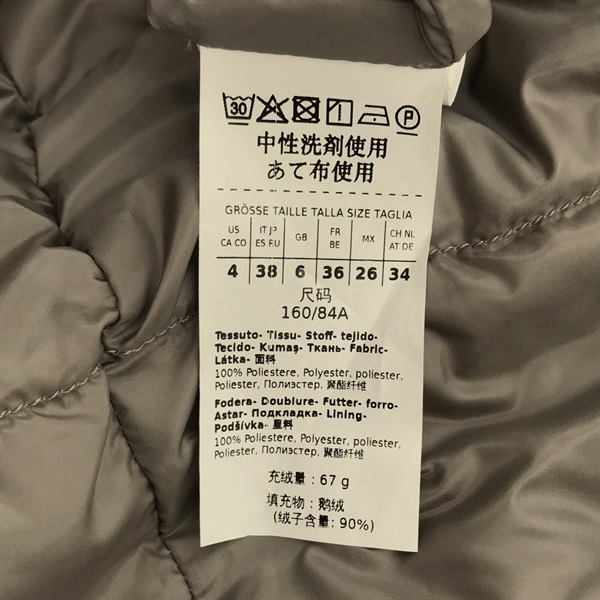 30
P
中性洗剤使用
あて布使用
GRÖSSE TAILLE TALLA SIZE TAGLIA
US CA CO
IT JP ES RU
GB
FR BE
MX
CH NL AT DE
4 38 6 36 26 34
尺码
160/84A
Tessuto- Tissu- Stoff- tejido-
Tecido- Kumaş- Ткань- Fabric-
Látka- 面料
100% Poliestere, Polyester, poliester,
Poliester, Полиэстер, 聚酯纤维
Fodera- Doublure- Futter- forro-
Astar- Подкладка- Lining-
Podšívka- 里料
100% Poliestere, Polyester, poliester,
Poliester, Полиэстер, 聚酯纤维
充绒量：67 g
填充物：鹅绒
(绒子含量: 90%)